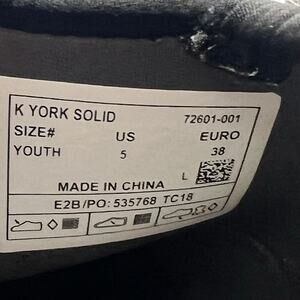 K YORK SOLID 72601-001
SIZE# US EURO
YOUTH 5 38
MADE IN CHINA L
E2B/PO: 535768 TC18